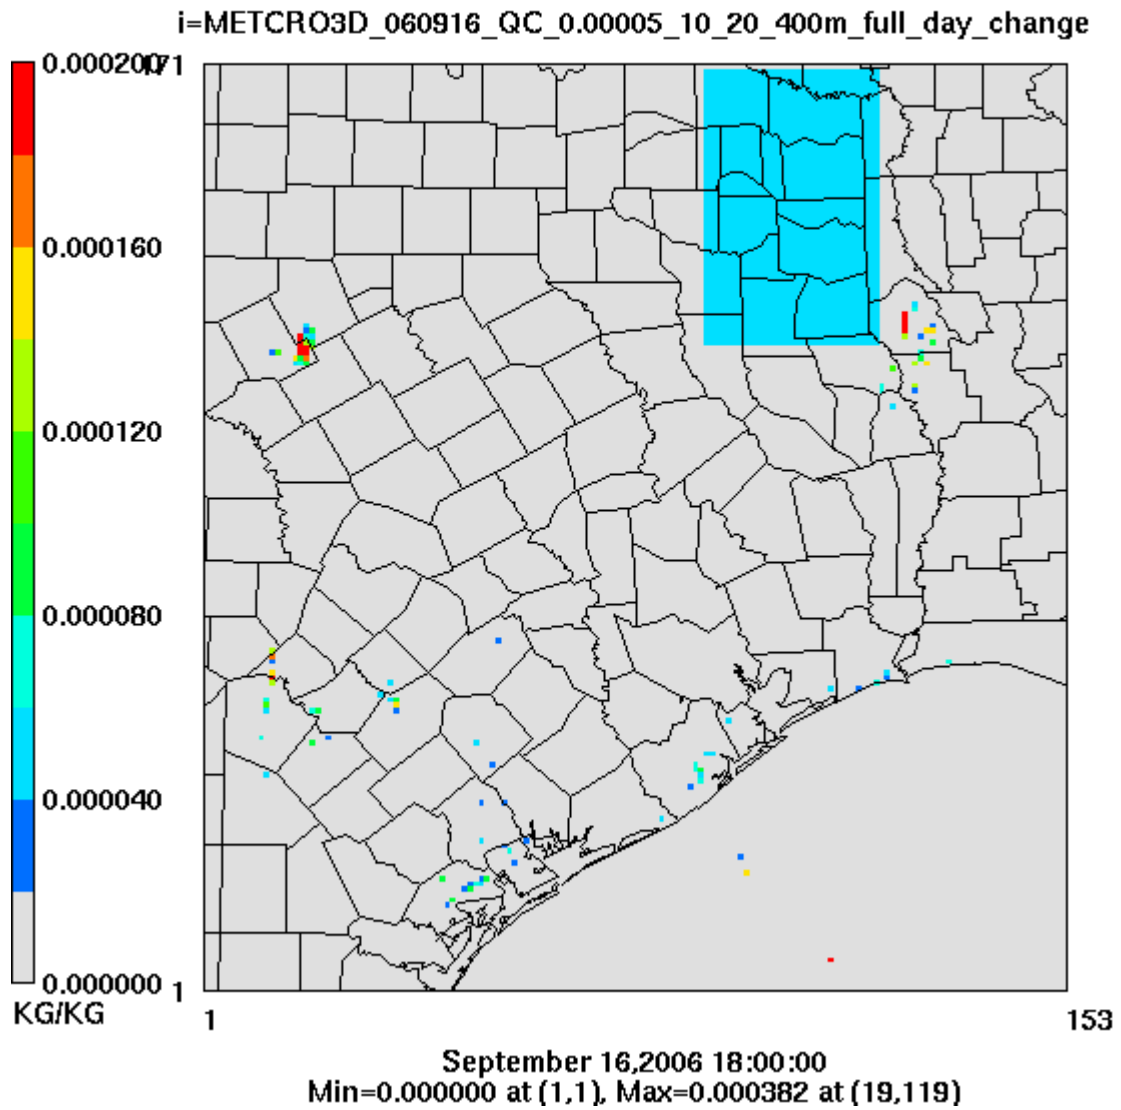 i=METCRO3D_060916_QC_0.00005_10_20_400m_full_day_change
0.000200
171
0.000160
0.000120
0.000080
0.000040
0.000000
1
KG/KG
1
153
September 16,2006 18:00:00
Min=0.000000 at (1,1), Max=0.000382 at (19,119)